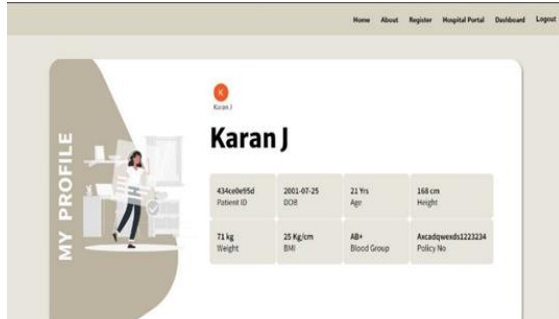 Home About Register Hospital Portal Dashboard Logout
MY PROFILE
K
Karan J
Karan J
434ce0e95d 2001-07-25 21 Yrs 168 cm
Patient ID DOB Age Height
71 kg 25 Kg/cm AB+ Axcadqwexds1223234
Weight BMI Blood Group Policy No